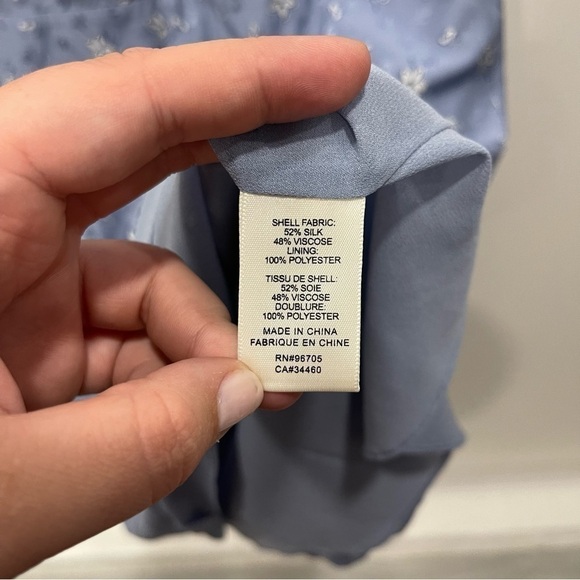 SHELL FABRIC:
52% SILK
48% VISCOSE
LINING:
100% POLYESTER
TISSU DE SHELL:
52% SOIE
48% VISCOSE
DOUBLURE:
100% POLYESTER
MADE IN CHINA
FABRIQUE EN CHINE
RN#96705
CA#34460